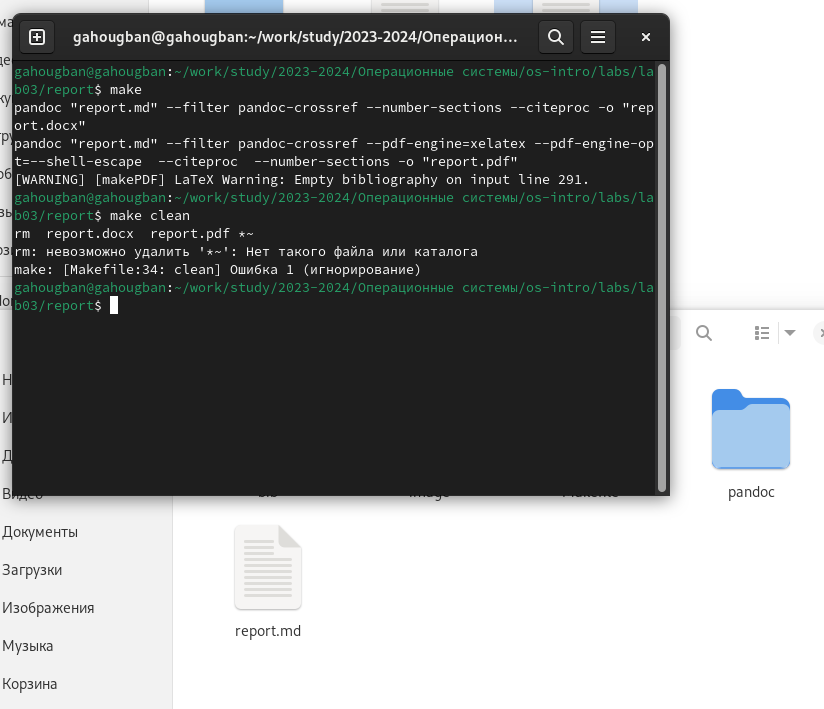 gahougban@gahougban:~/work/study/2023-2024/Операцион...
gahougban@gahougban:~/work/study/2023-2024/Операционные системы/os-intro/labs/la
b03/report$ make
pandoc "report.md" --filter pandoc-crossref --number-sections --citeproc -o "rep
ort.docx"
pandoc "report.md" --filter pandoc-crossref --pdf-engine=xelatex --pdf-engine-op
t=--shell-escape  --citeproc  --number-sections -o "report.pdf"
[WARNING] [makePDF] LaTeX Warning: Empty bibliography on input line 291.
gahougban@gahougban:~/work/study/2023-2024/Операционные системы/os-intro/labs/la
b03/report$ make clean
rm  report.docx  report.pdf *~
rm: невозможно удалить '*~': Нет такого файла или каталога
make: [Makefile:34: clean] Ошибка 1 (игнорирование)
gahougban@gahougban:~/work/study/2023-2024/Операционные системы/os-intro/labs/la
b03/report$
pandoc
Видео
Документы
Загрузки
Изображения
Музыка
Корзина
report.md